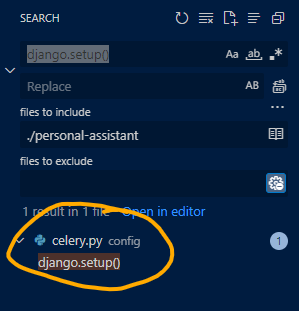 SEARCH
django.setup()
Aa ab
Replace
AB
files to include
./personal-assistant
files to exclude
1 result in 1 file - Open in editor
celery.py config
1
django.setup()